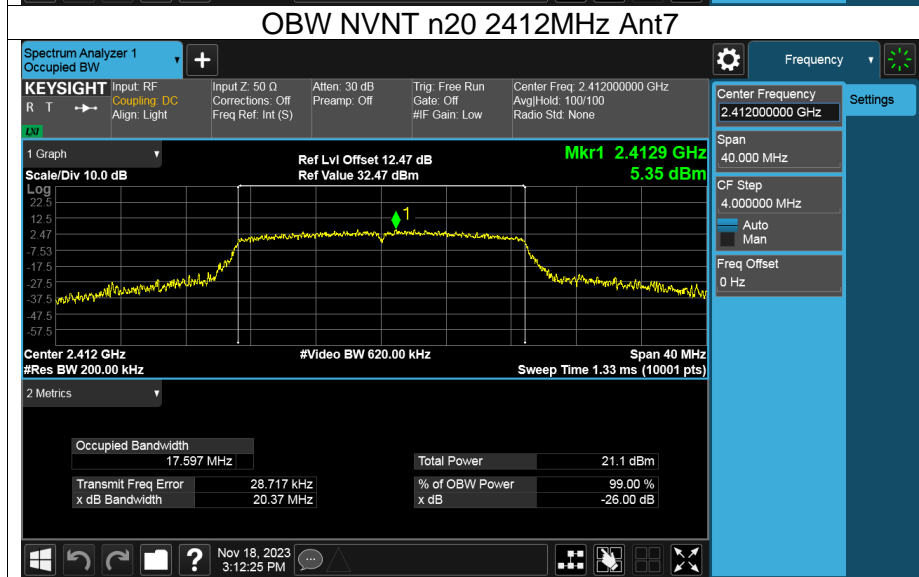 OBW NVNT n20 2412MHz Ant7
Spectrum Analyzer 1
Occupied BW
+
Frequency
KEYSIGHT
R T
LXI
Input: RF
Coupling: DC
Align: Light
Input Z: 50 Ω
Corrections: Off
Freq Ref: Int (S)
Atten: 30 dB
Preamp: Off
Trig: Free Run
Gate: Off
#IF Gain: Low
Center Freq: 2.412000000 GHz
Avg|Hold: 100/100
Radio Std: None
Center Frequency
2.412000000 GHz
Settings
Span
40.000 MHz
CF Step
4.000000 MHz
Auto
Man
Freq Offset
0 Hz
1 Graph
Scale/Div 10.0 dB
Ref Lvl Offset 12.47 dB
Ref Value 32.47 dBm
Mkr1 2.4129 GHz
5.35 dBm
Log
22.5
12.5
2.47
-7.53
-17.5
-27.5
-37.5
-47.5
-57.5
1
Center 2.412 GHz
#Res BW 200.00 kHz
#Video BW 620.00 kHz
Span 40 MHz
Sweep Time 1.33 ms (10001 pts)
2 Metrics
Occupied Bandwidth
17.597 MHz
Total Power 21.1 dBm
Transmit Freq Error 28.717 kHz
% of OBW Power 99.00 %
x dB Bandwidth 20.37 MHz
x dB -26.00 dB
?
Nov 18, 2023
3:12:25 PM